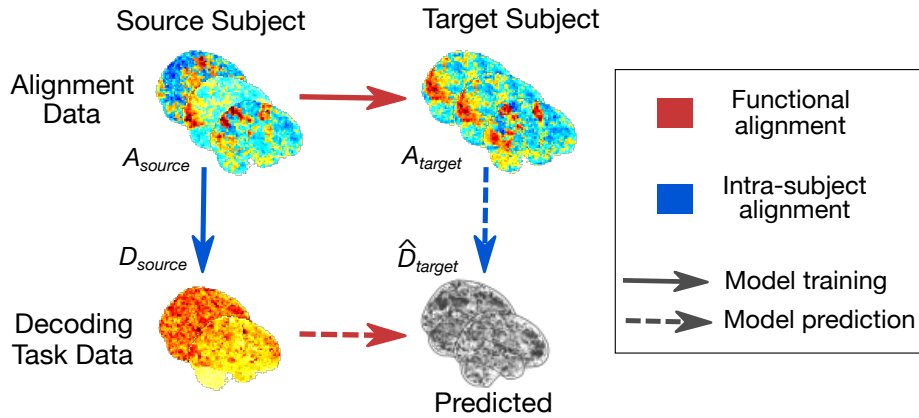 Source Subject
Target Subject
Alignment
Data
A_source
A_target
D_source
D̂_target
Decoding
Task Data
Predicted
Functional
alignment
Intra-subject
alignment
Model training
Model prediction